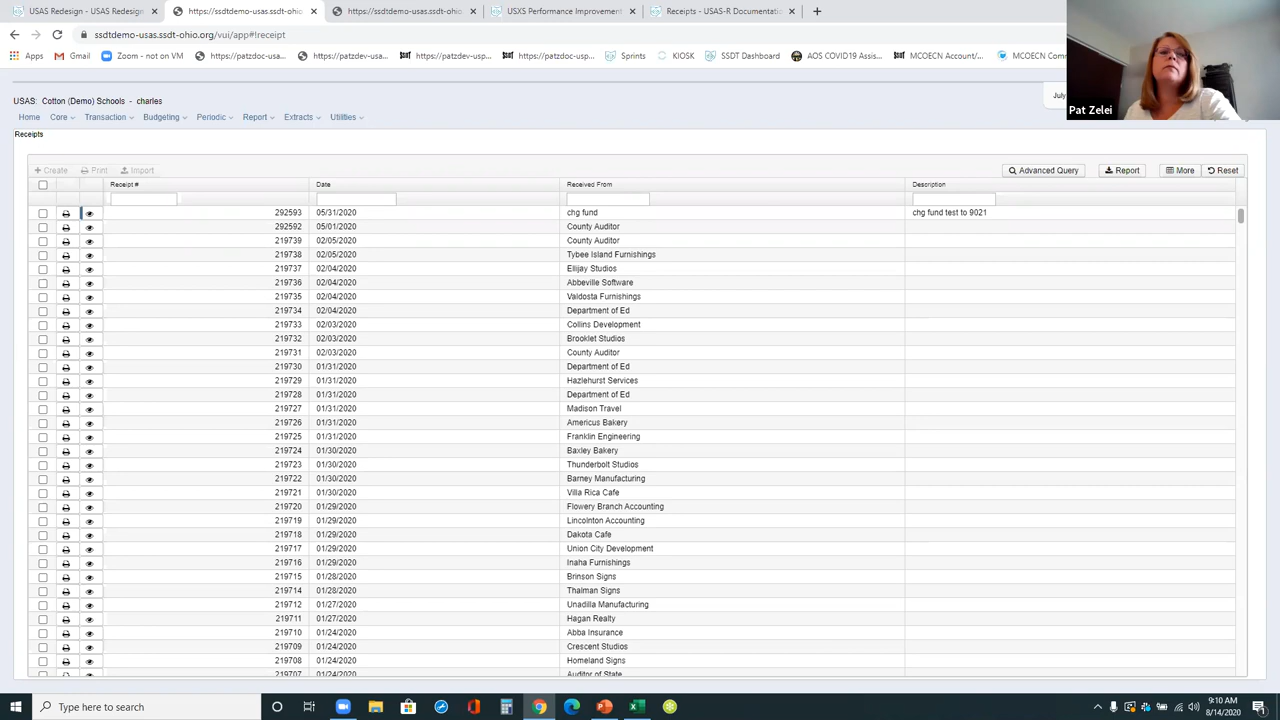 USAS Redesign - USAS Redesign
https://ssdtdemo-usas.ssdt-ohio
https://ssdtdemo-usas.ssdt-ohio
USXS Performance Improvement
Receipts - USAS-R Documentation
ssdtdemo-usas.ssdt-ohio.org/vui/app#!receipt
Apps
Gmail
Zoom - not on VM
https://patzdoc-usa...
https://patzdoc-usa...
https://patzdoc-usp...
https://patzdoc-usp...
Sprints
KIOSK
SSDT Dashboard
AOS COVID19 Assis...
MCOECN Account/...
MCOECN Com
Pat Zelei
July
USAS: Cotton (Demo) Schools - charles
Home Core Transaction Budgeting Periodic Report Extracts Utilities
Receipts
Create Print Import Advanced Query Report More Reset
Receipt # Date Received From Description
292593 05/31/2020 chg fund chg fund test to 9021
292592 05/01/2020 County Auditor
219739 02/05/2020 County Auditor
219738 02/05/2020 Tybee Island Furnishings
219737 02/04/2020 Ellijay Studios
219736 02/04/2020 Abbeville Software
219735 02/04/2020 Valdosta Furnishings
219734 02/04/2020 Department of Ed
219733 02/03/2020 Collins Development
219732 02/03/2020 Brooklet Studios
219731 02/03/2020 County Auditor
219730 01/31/2020 Department of Ed
219729 01/31/2020 Hazlehurst Services
219728 01/31/2020 Department of Ed
219727 01/31/2020 Madison Travel
219726 01/31/2020 Americus Bakery
219725 01/31/2020 Franklin Engineering
219724 01/30/2020 Baxley Bakery
219723 01/30/2020 Thunderbolt Studios
219722 01/30/2020 Barney Manufacturing
219721 01/30/2020 Villa Rica Cafe
219720 01/29/2020 Flowery Branch Accounting
219719 01/29/2020 Lincolnton Accounting
219718 01/29/2020 Dakota Cafe
219717 01/29/2020 Union City Development
219716 01/29/2020 Inaha Furnishings
219715 01/28/2020 Brinson Signs
219714 01/28/2020 Thalman Signs
219712 01/27/2020 Unadilla Manufacturing
219711 01/27/2020 Hagan Realty
219710 01/24/2020 Abba Insurance
219709 01/24/2020 Crescent Studios
219708 01/24/2020 Homeland Signs
219707 01/24/2020 Auditor of State
Type here to search
9:10 AM
8/14/2020